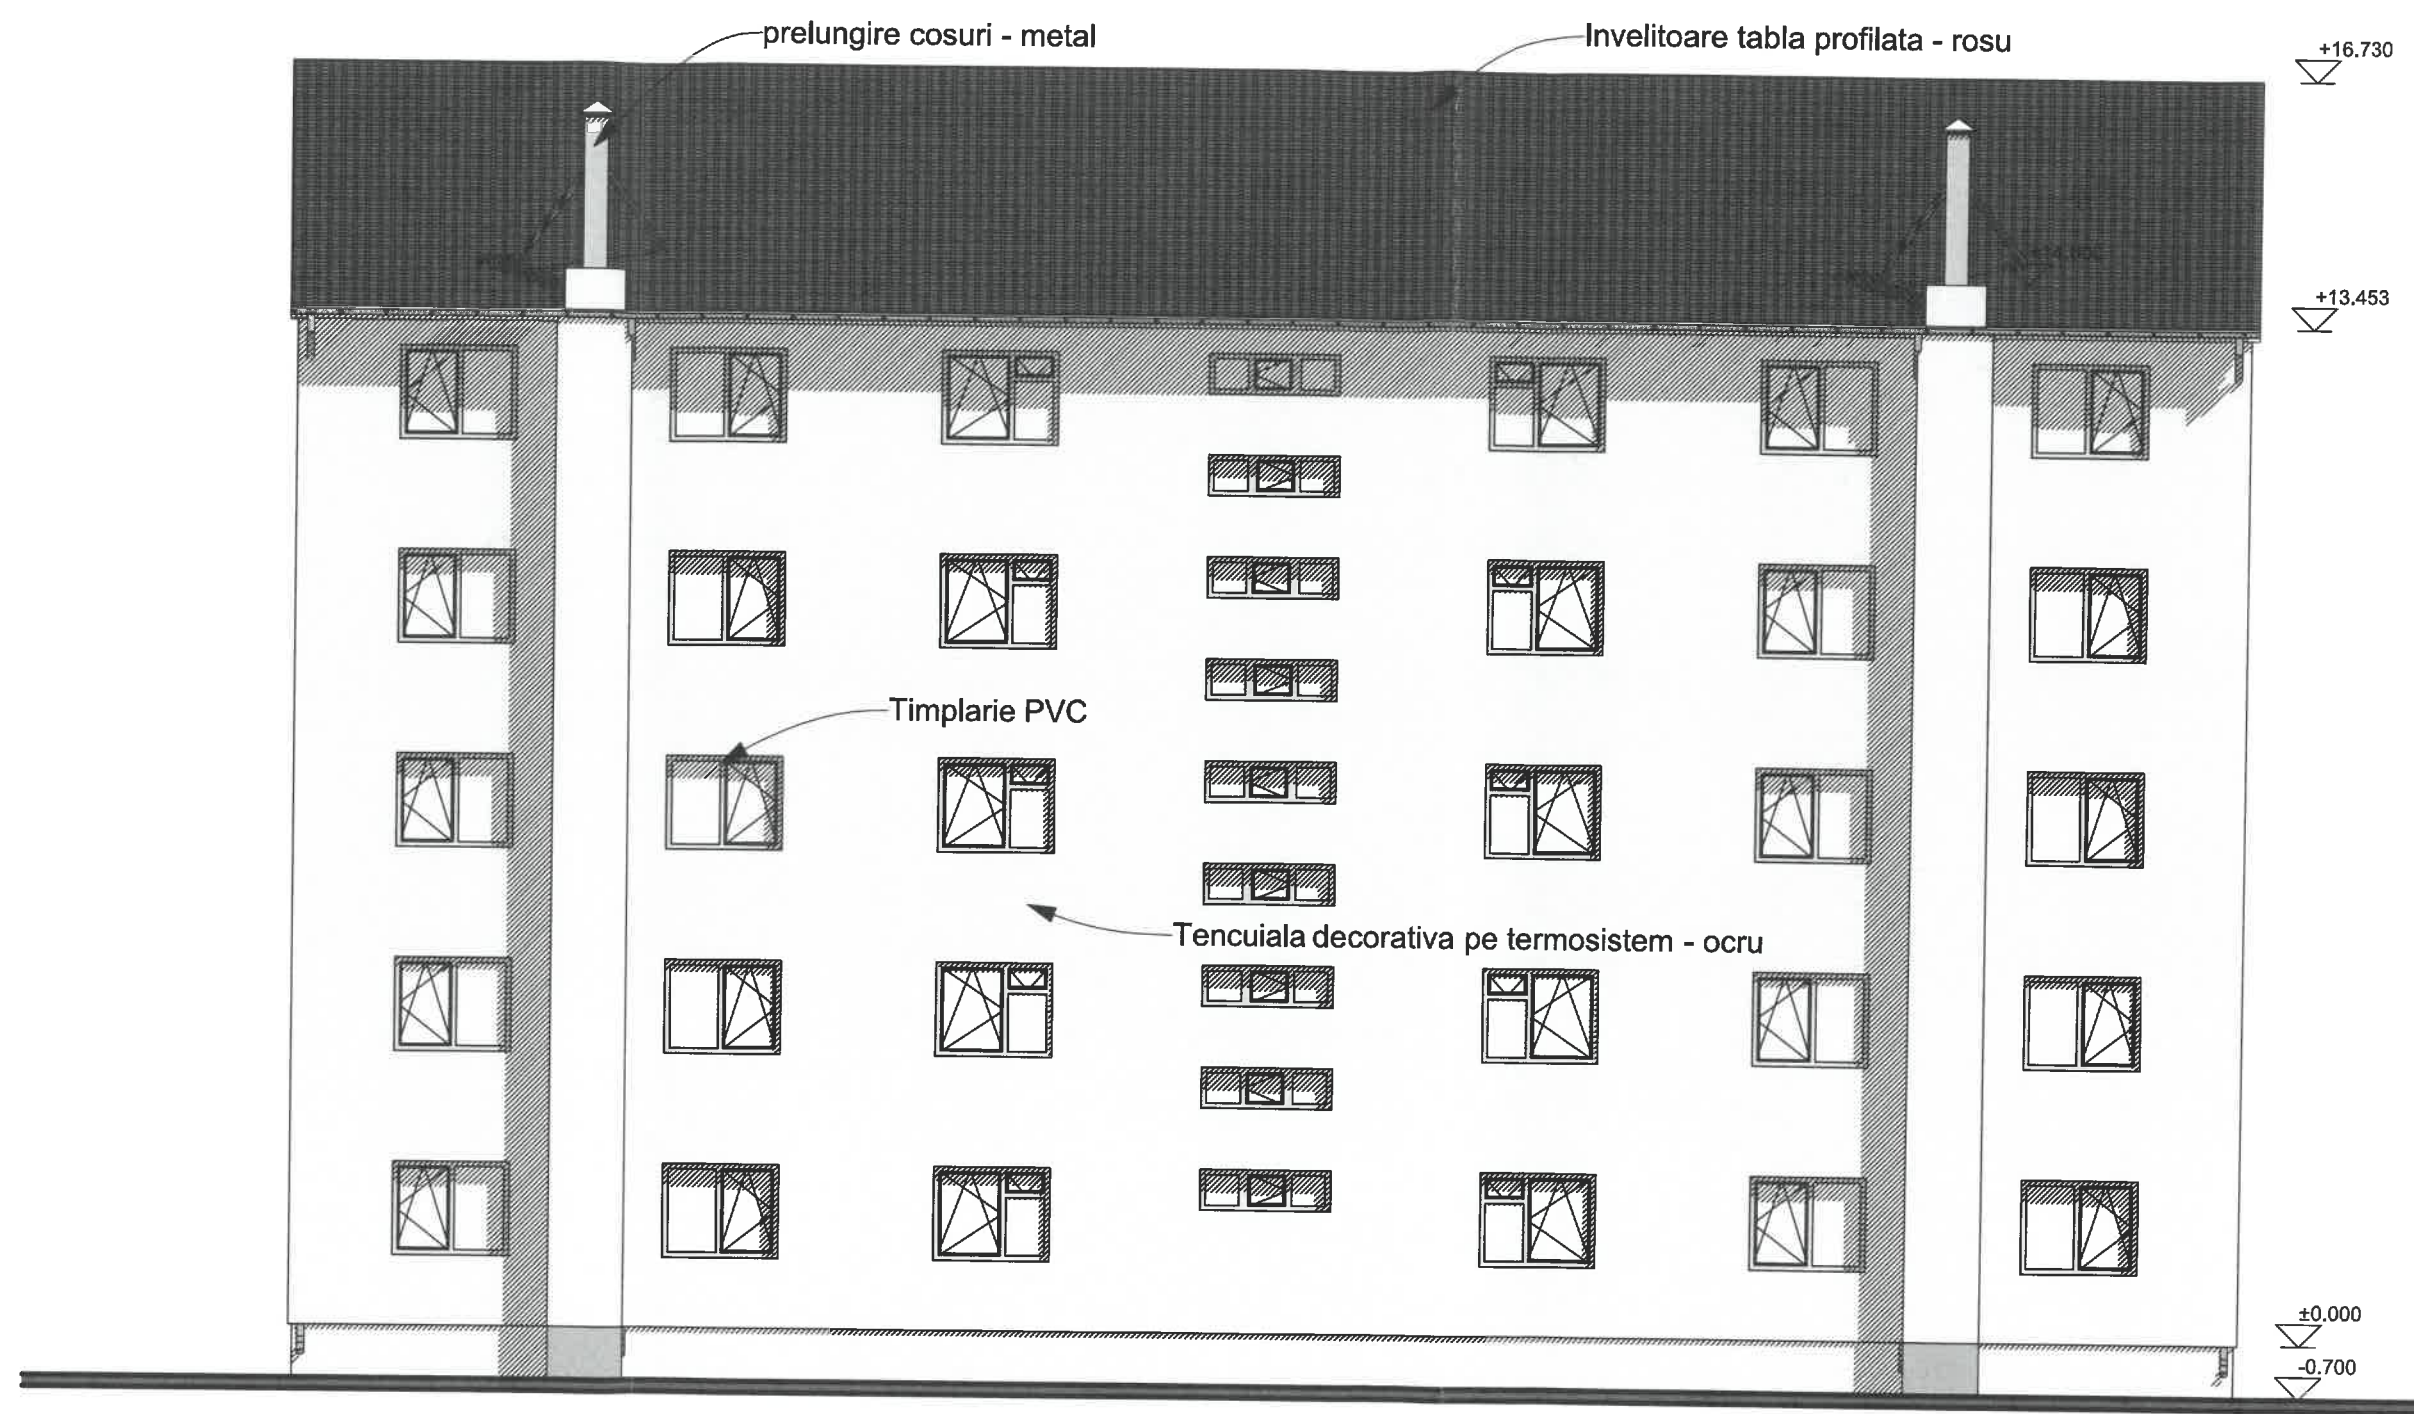 prelungire cosuri - metal
Invelitoare tabla profilata - rosu
+16.730
+13.453
Timplarie PVC
Tencuiala decorativa pe termosistem - ocru
±0.000
-0.700